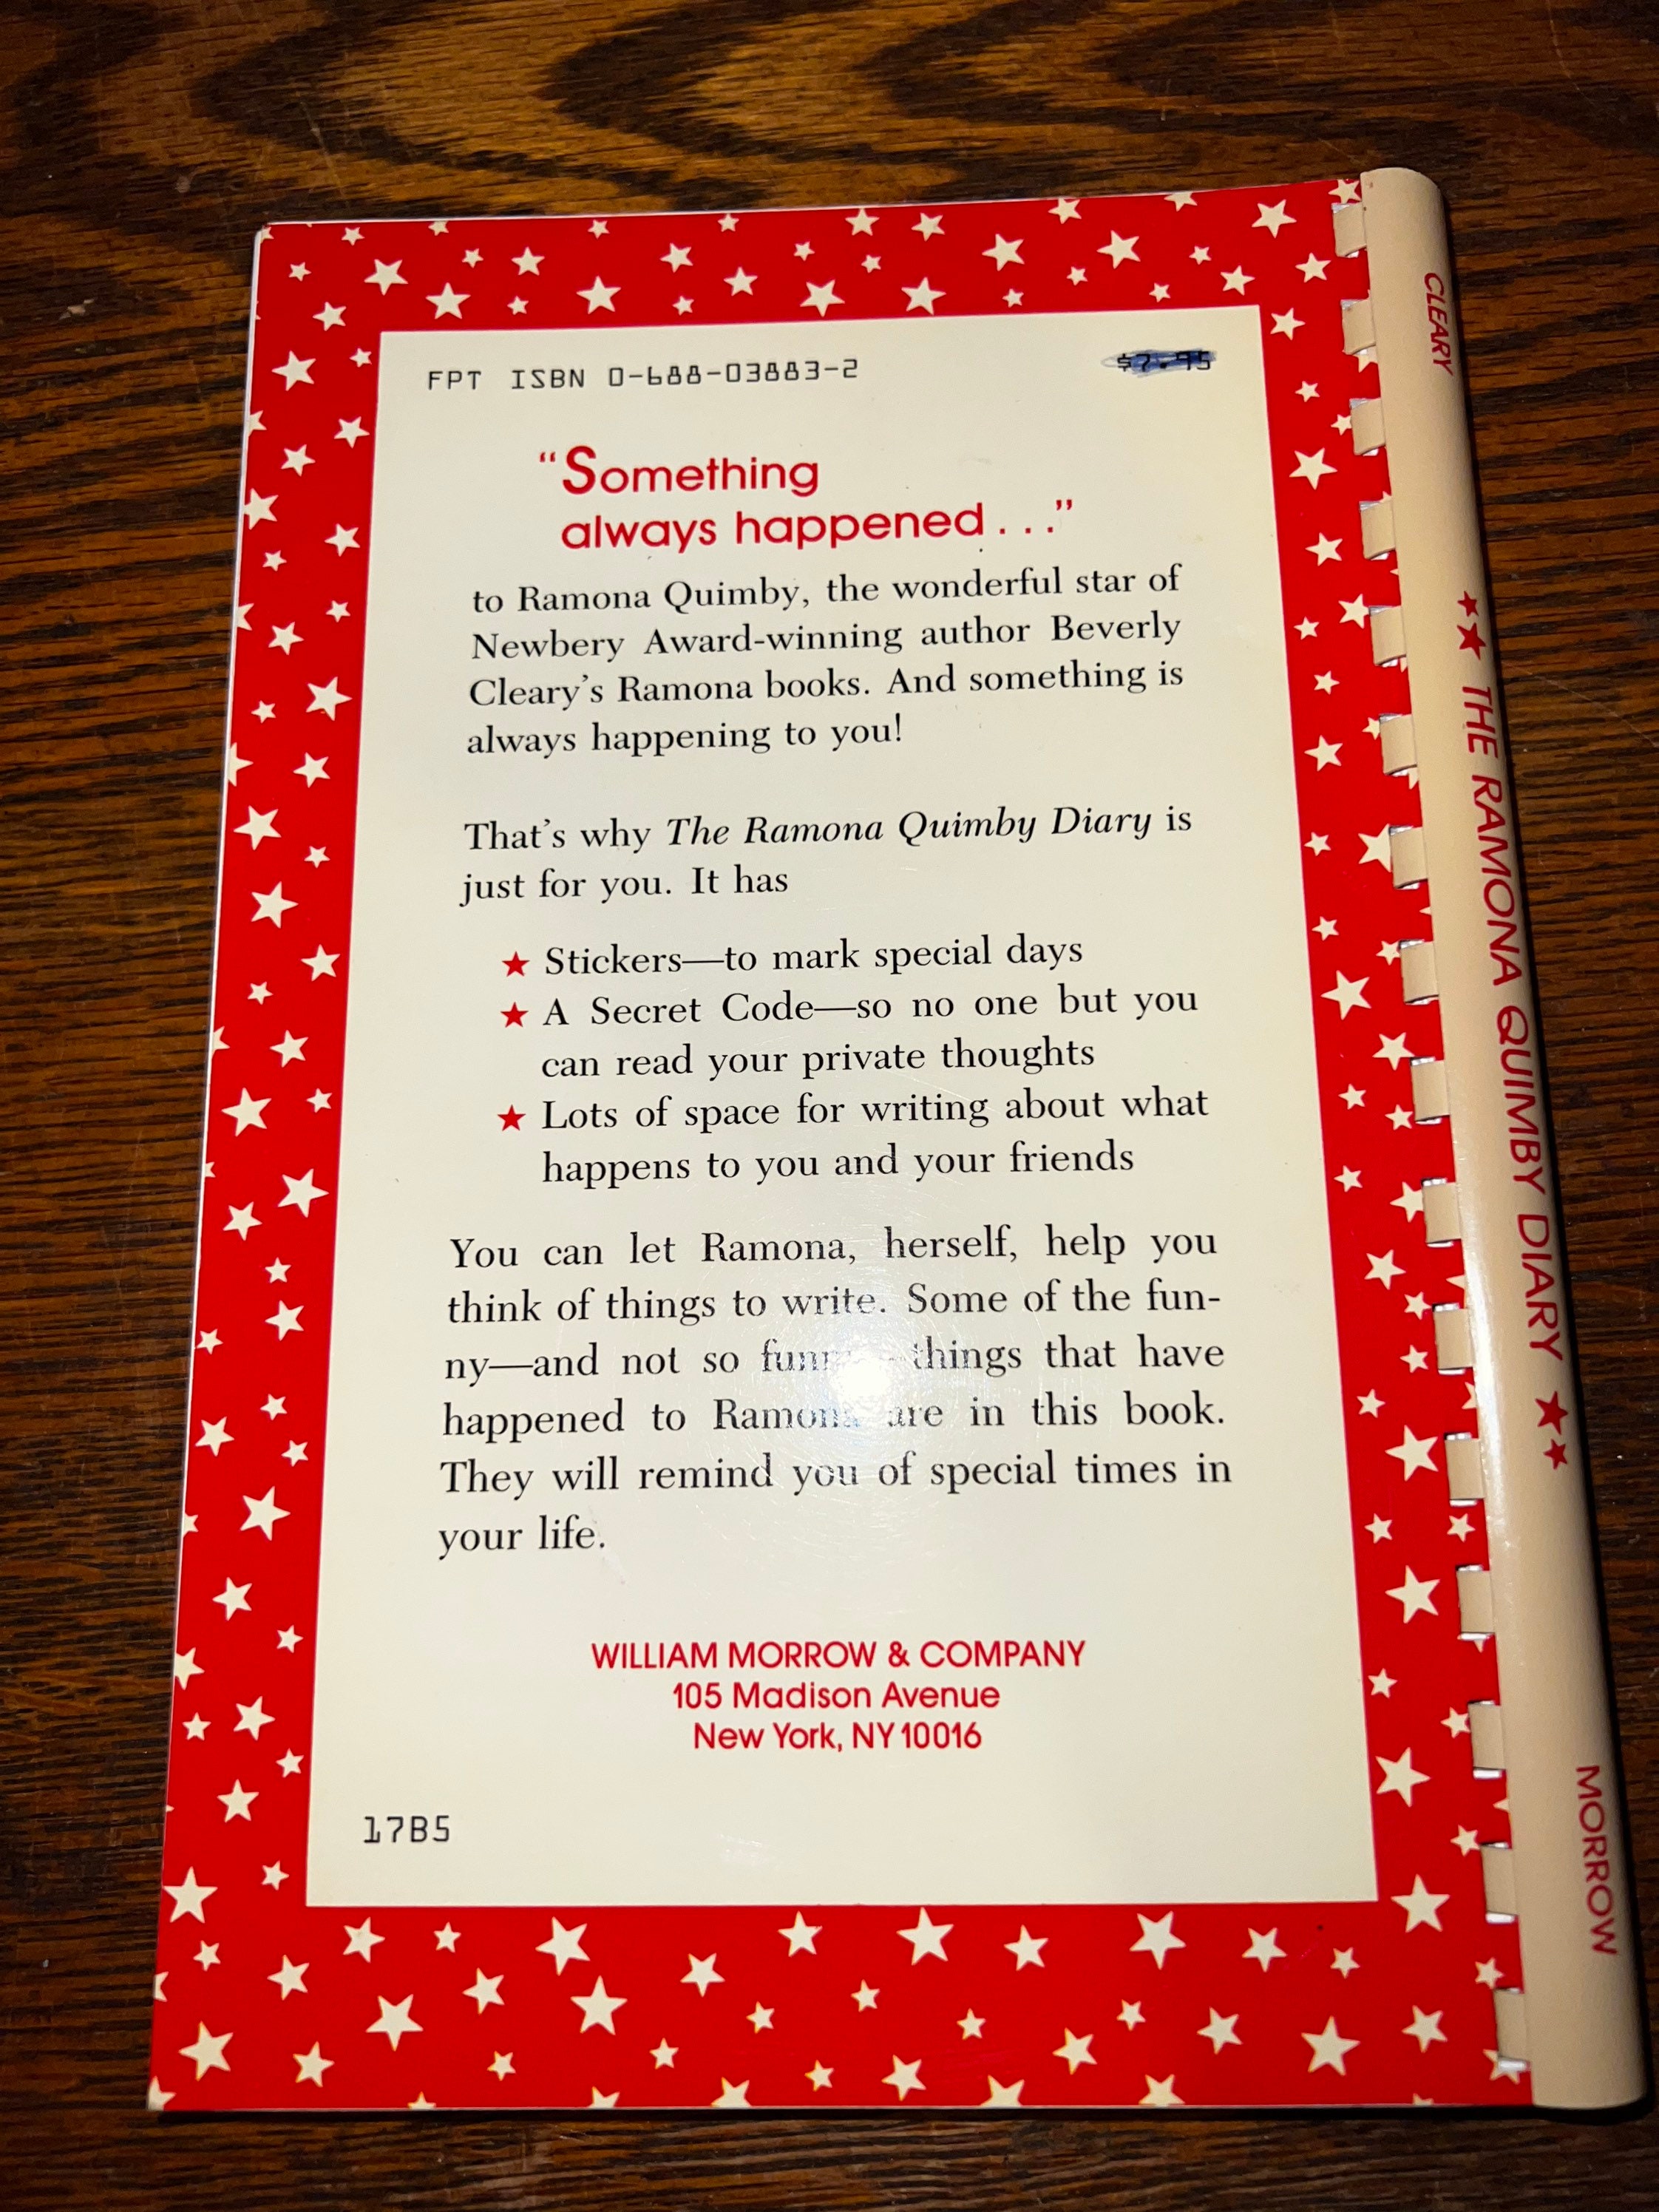 FPT ISBN 0-688-03883-2
$7.95
“Something
always happened . . .”
to Ramona Quimby, the wonderful star of
Newbery Award-winning author Beverly
Cleary’s Ramona books. And something is
always happening to you!
That’s why The Ramona Quimby Diary is
just for you. It has
★ Stickers—to mark special days
★ A Secret Code—so no one but you
can read your private thoughts
★ Lots of space for writing about what
happens to you and your friends
You can let Ramona, herself, help you
think of things to write. Some of the fun-
ny—and not so funny—things that have
happened to Ramona are in this book.
They will remind you of special times in
your life.
WILLIAM MORROW & COMPANY
105 Madison Avenue
New York, NY 10016
17B5
CLEARY
★★ THE RAMONA QUIMBY DIARY ★★
MORROW